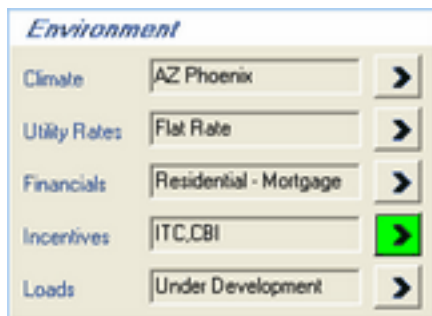 Environment
Climate AZ Phoenix
Utility Rates Flat Rate
Financials Residential - Mortgage
Incentives ITC,CBI
Loads Under Development